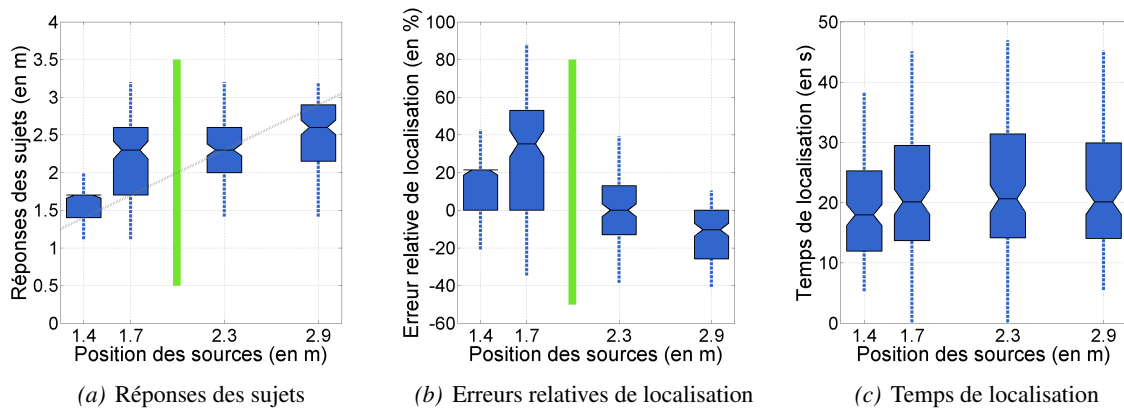 Réponses des sujets (en m)
4
3.5
3
2.5
2
1.5
1
0.5
0
1.4 1.7 2.3 2.9
Position des sources (en m)
(a) Réponses des sujets
Erreur relative de localisation (en %)
100
80
60
40
20
0
-20
-40
-60
1.4 1.7 2.3 2.9
Position des sources (en m)
(b) Erreurs relatives de localisation
Temps de localisation (en s)
50
40
30
20
10
0
1.4 1.7 2.3 2.9
Position des sources (en m)
(c) Temps de localisation